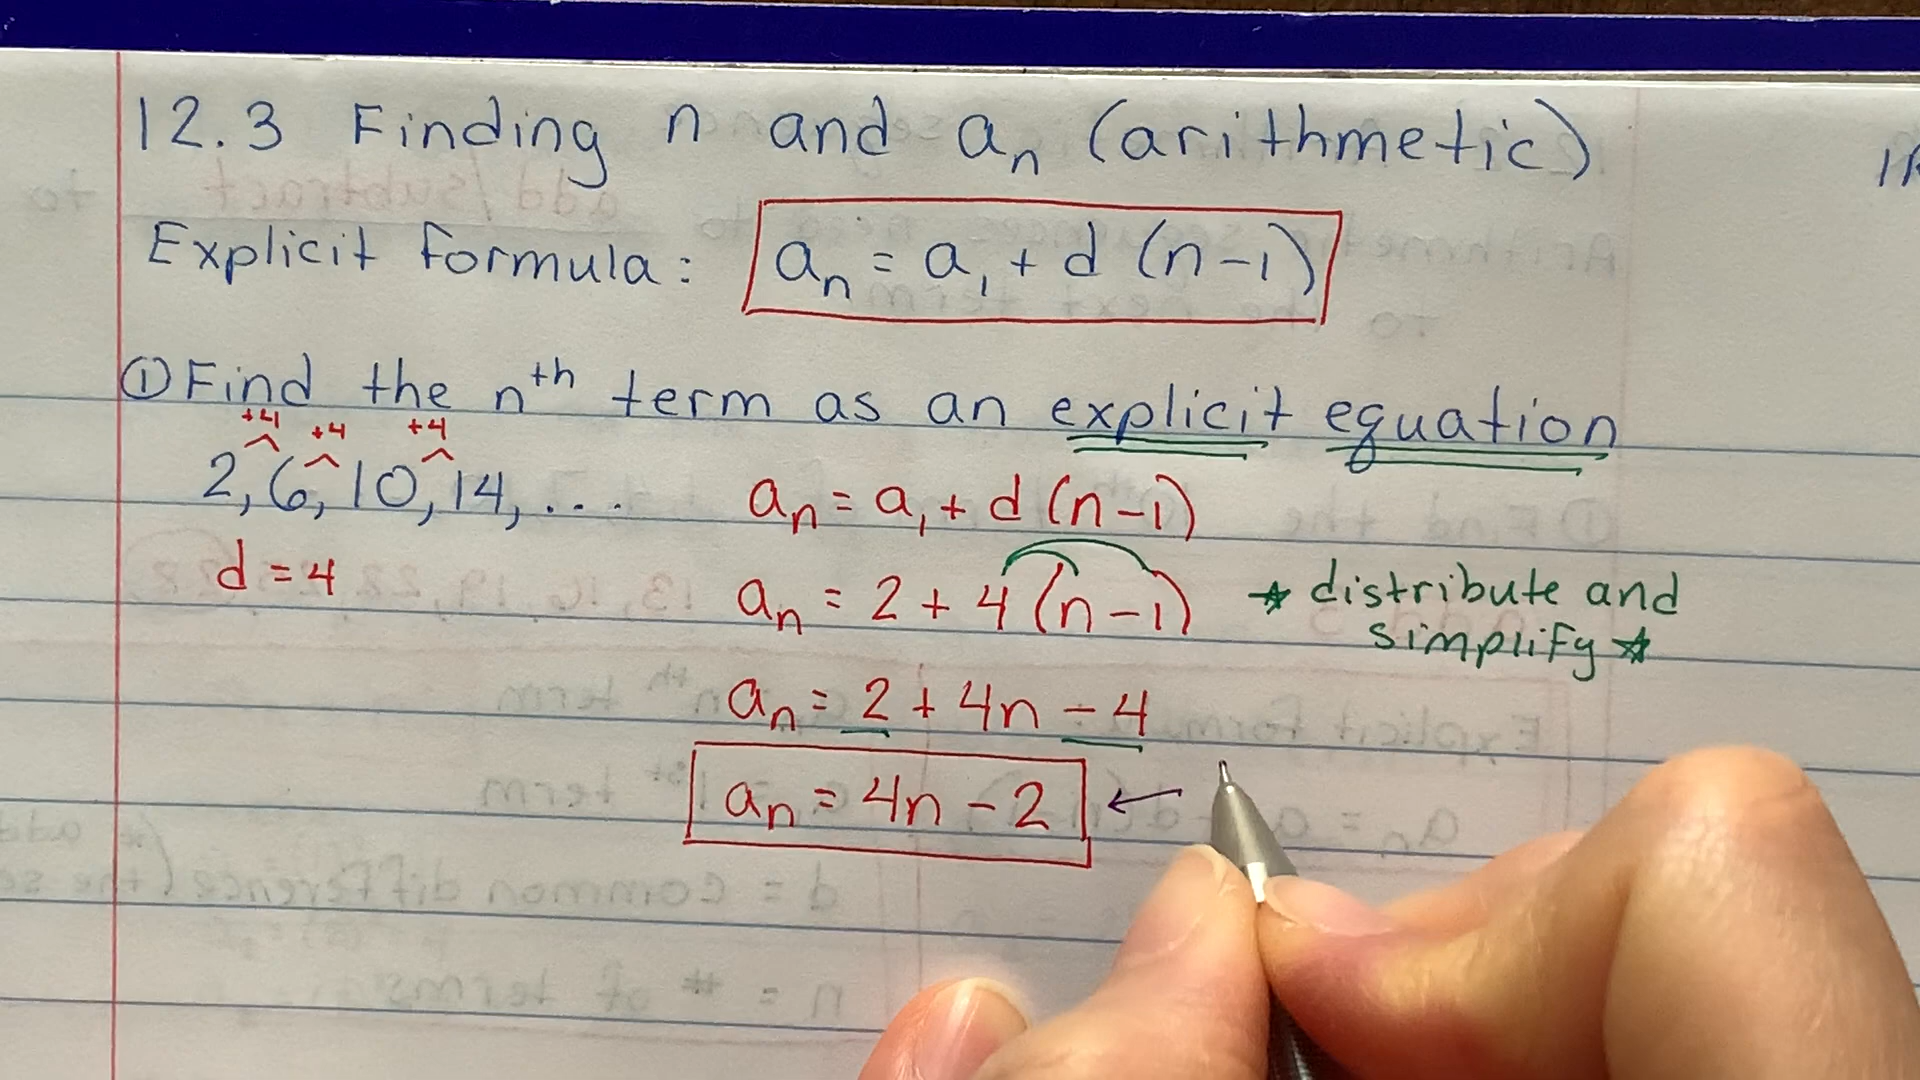 12.3 Finding n and aₙ (arithmetic)
Explicit formula: aₙ = a₁ + d (n-1)
① Find the nᵗʰ term as an explicit equation
+4 +4 +4
2, 6, 10, 14, ...
d = 4
aₙ = a₁ + d (n-1)
aₙ = 2 + 4 (n-1)
* distribute and
simplify *
aₙ = 2 + 4n - 4
aₙ = 4n - 2 ←